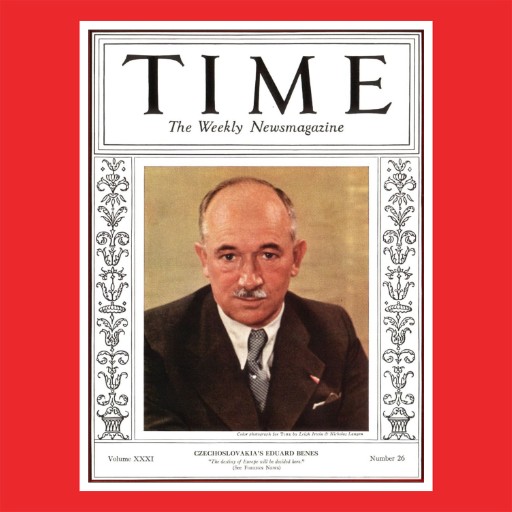 TIME
The Weekly Newsmagazine
Color photograph for TIME by Leigh Irwin & Nicholas Langen
Volume XXXI
CZECHOSLOVAKIA'S EDUARD BENES
Number 26
"The destiny of Europe will be decided here."
(See FOREIGN NEWS)